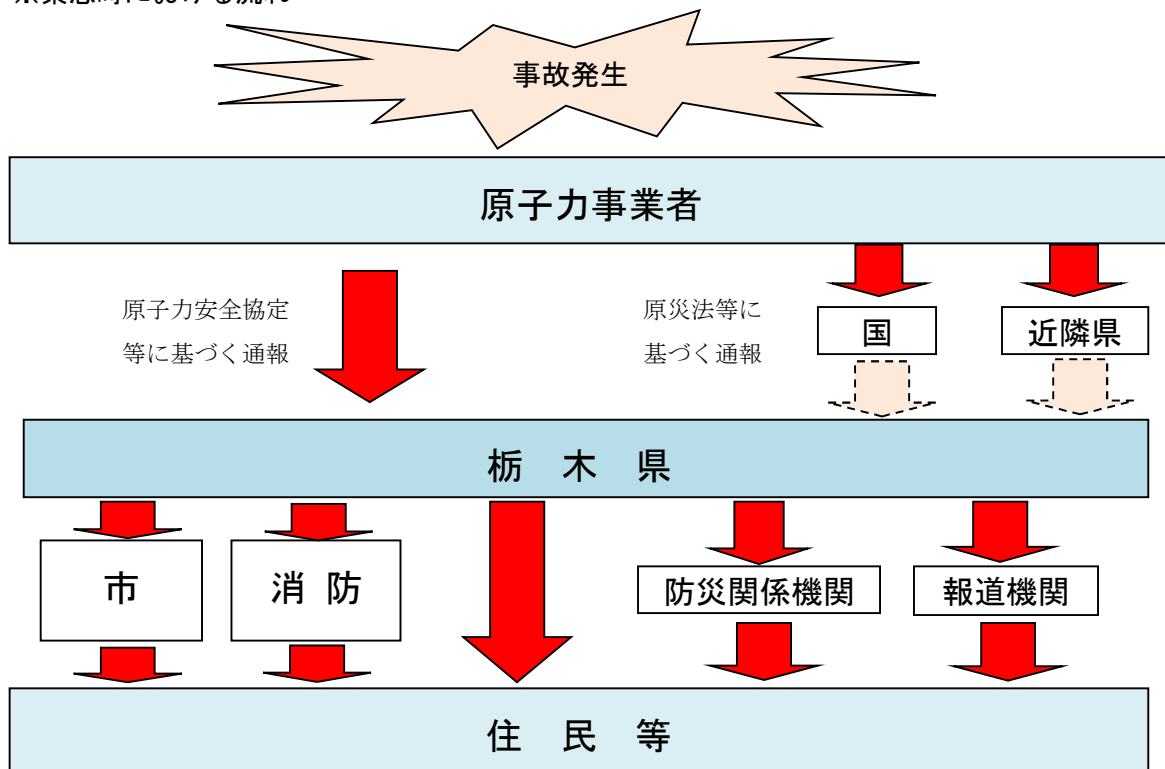 事故発生
原子力事業者
原子力安全協定
等に基づく通報
原災法等に
基づく通報
国
近隣県
栃 木 県
市
消 防
防災関係機関
報道機関
住 民 等